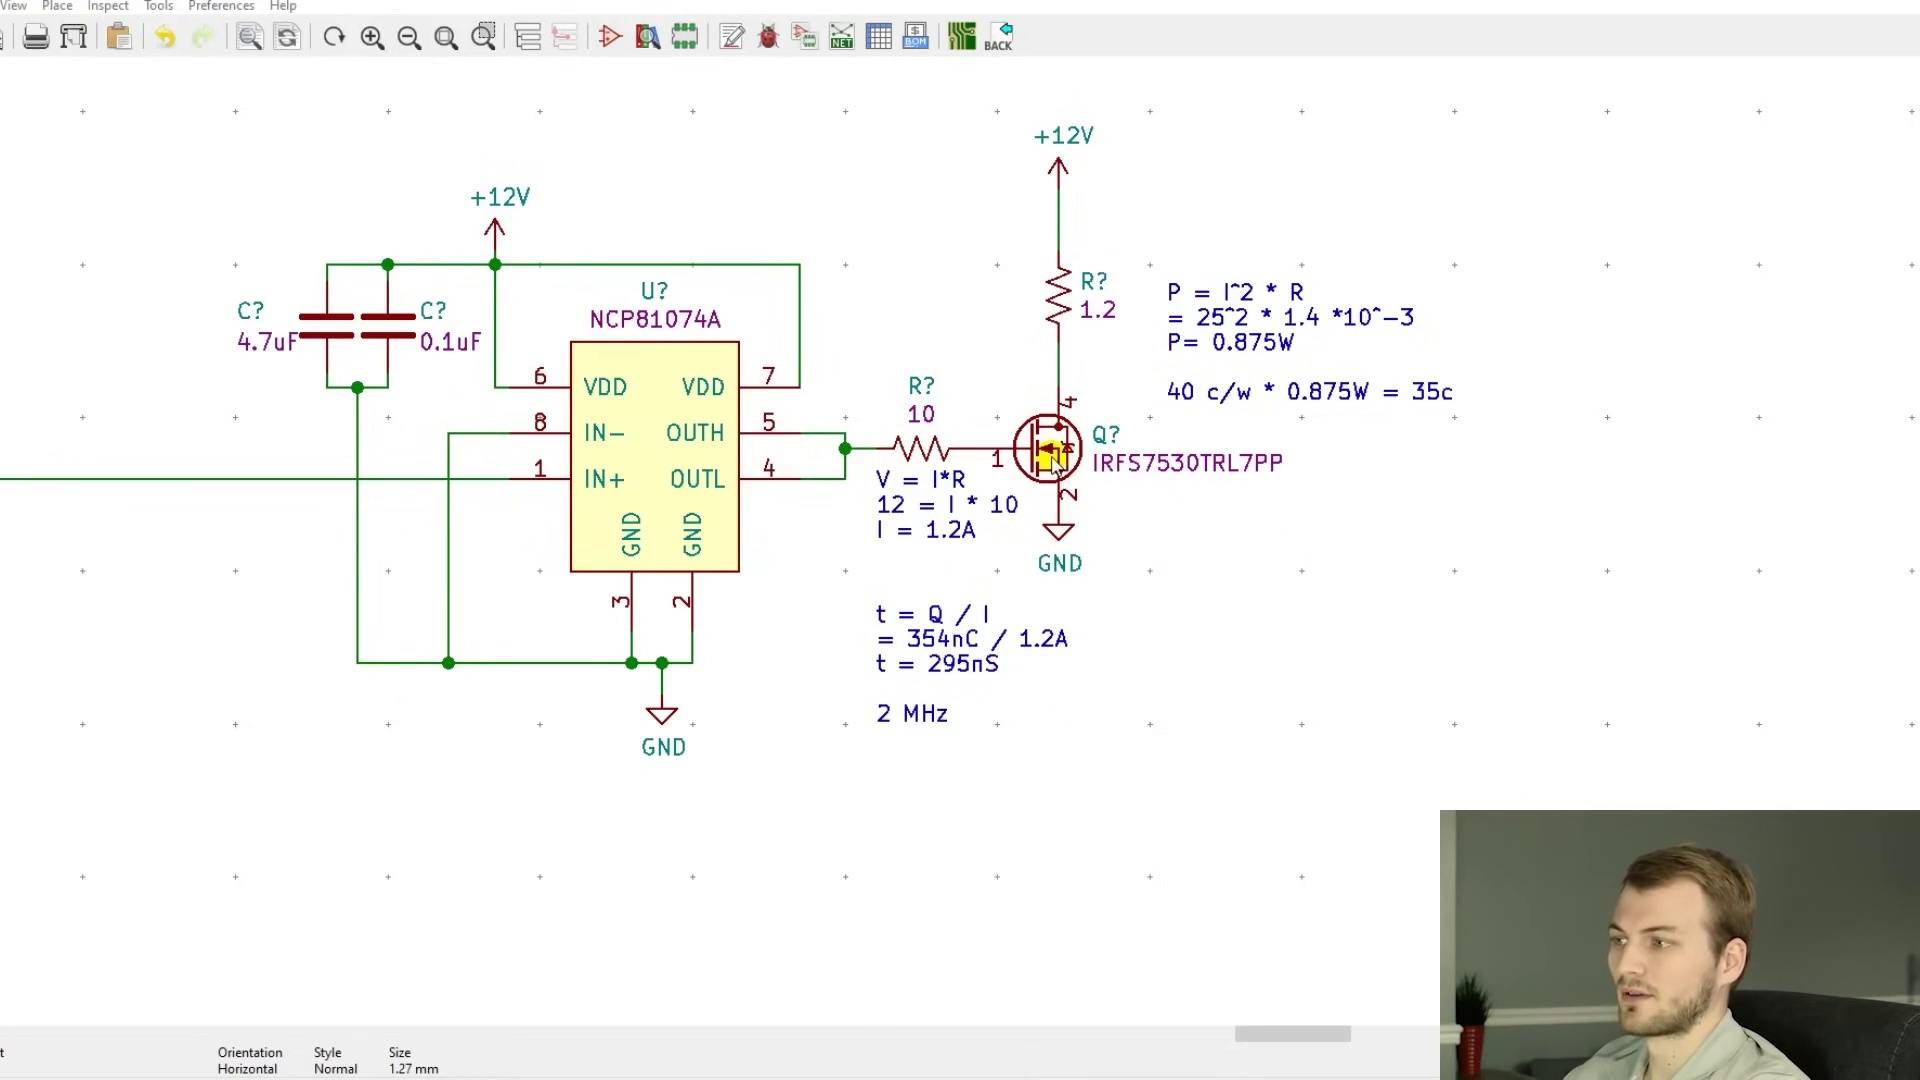 View Place Inspect Tools Preferences Help
NET
BOM
BACK
+12V
+12V
C?
4.7uF
C?
0.1uF
U?
NCP81074A
6
VDD
VDD
7
8
IN-
OUTH
5
1
IN+
OUTL
4
GND
GND
3
2
GND
R?
10
R?
1.2
4
1
2
Q?
IRFS7530TRL7PP
GND
P = I^2 * R
= 25^2 * 1.4 *10^-3
P= 0.875W
40 c/w * 0.875W = 35c
V = I*R
12 = I * 10
I = 1.2A
t = Q / I
= 354nC / 1.2A
t = 295nS
2 MHz
Orientation Style Size
Horizontal Normal 1.27 mm